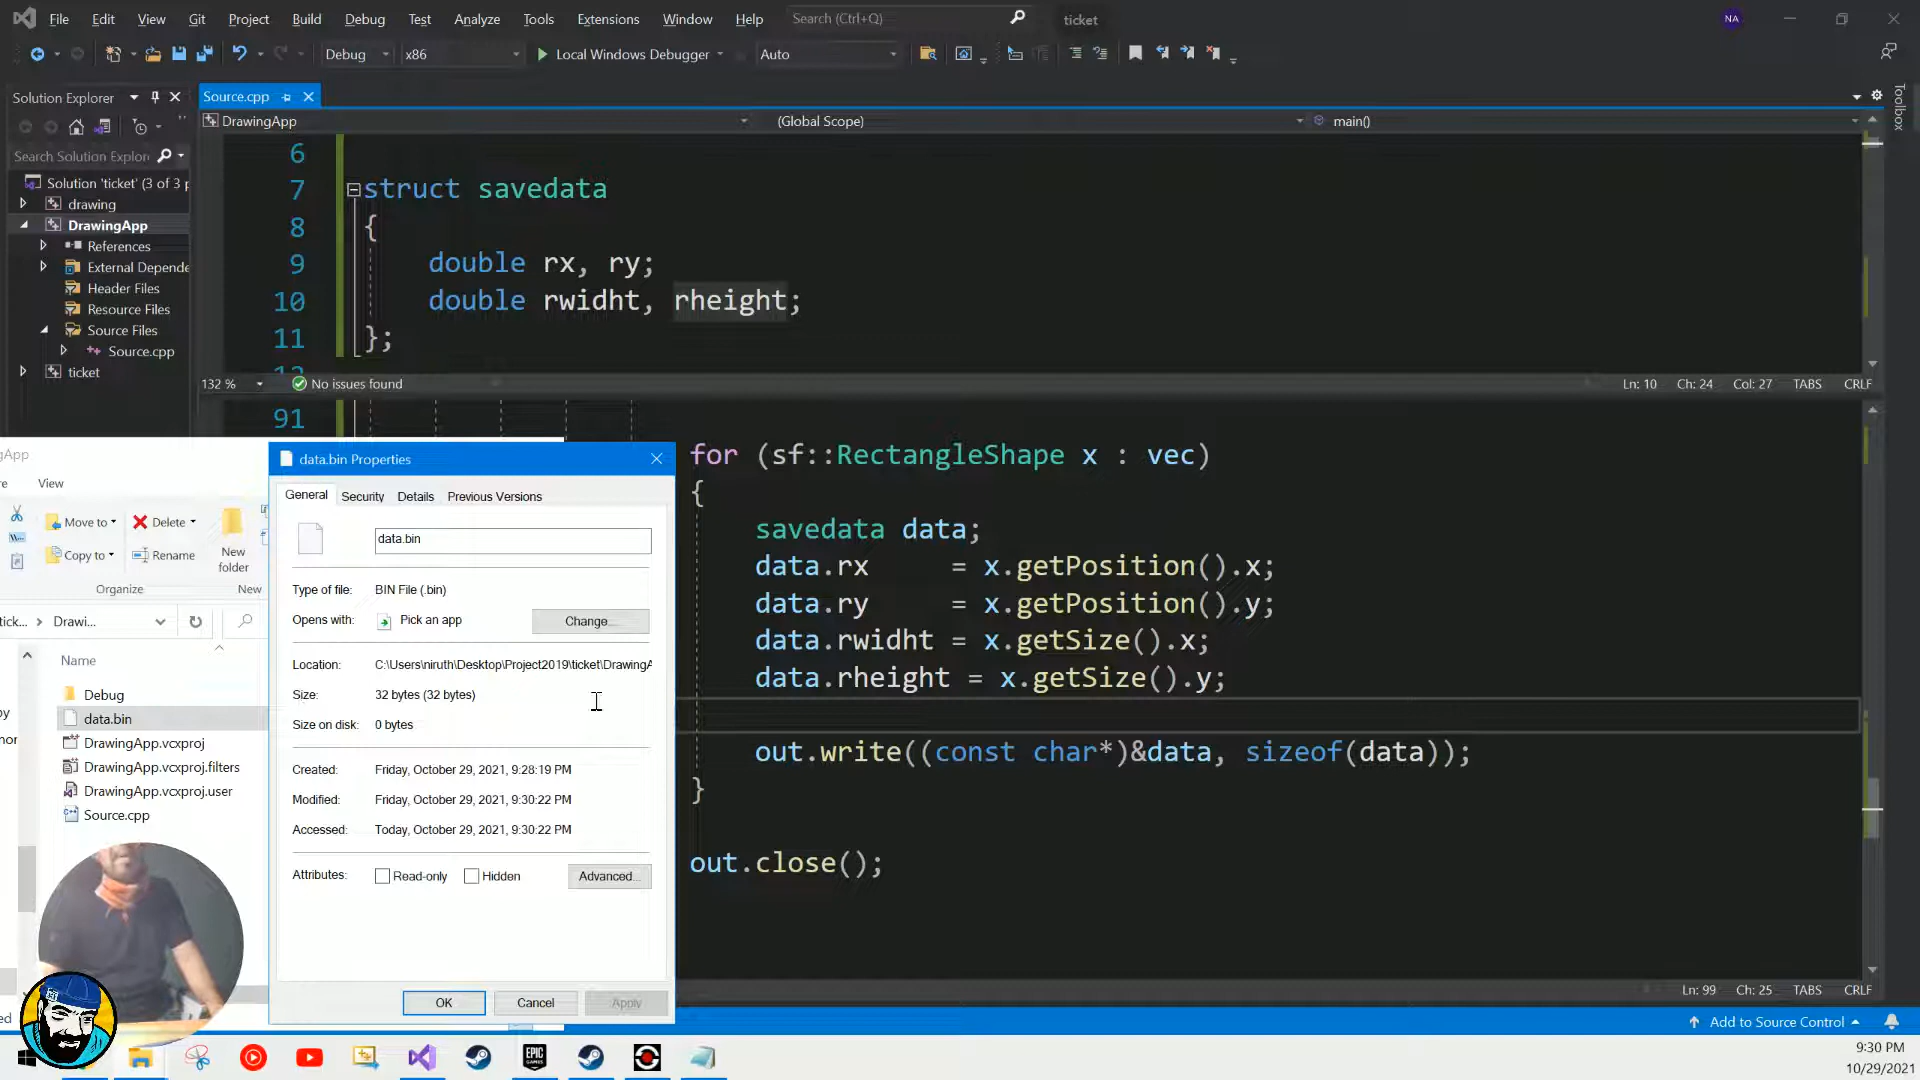 File Edit View Git Project Build Debug Test Analyze Tools Extensions Window Help Search (Ctrl+Q) ticket NA
Debug x86 Local Windows Debugger Auto
Solution Explorer
Search Solution Explor
Solution 'ticket' (3 of 3 p
drawing
DrawingApp
References
External Depende
Header Files
Resource Files
Source Files
Source.cpp
ticket
Toolbox
Source.cpp
DrawingApp (Global Scope) main()
6
7 struct savedata
8 {
9 double rx, ry;
10 double rwidht, rheight;
11 };
132 % No issues found Ln: 10 Ch: 24 Col: 27 TABS CRLF
91
for (sf::RectangleShape x : vec)
{
savedata data;
data.rx = x.getPosition().x;
data.ry = x.getPosition().y;
data.rwidht = x.getSize().x;
data.rheight = x.getSize().y;
out.write((const char*)&data, sizeof(data));
}
out.close();
Ln: 99 Ch: 25 TABS CRLF
Add to Source Control
gApp
re View
Move to Delete
Copy to Rename
New folder
Organize New
tick... Drawi...
Name
Debug
data.bin
DrawingApp.vcxproj
DrawingApp.vcxproj.filters
DrawingApp.vcxproj.user
Source.cpp
data.bin Properties
General Security Details Previous Versions
data.bin
Type of file: BIN File (.bin)
Opens with: Pick an app Change...
Location: C:\Users\niruth\Desktop\Project2019\ticket\DrawingA
Size: 32 bytes (32 bytes)
Size on disk: 0 bytes
Created: Friday, October 29, 2021, 9:28:19 PM
Modified: Friday, October 29, 2021, 9:30:22 PM
Accessed: Today, October 29, 2021, 9:30:22 PM
Attributes: Read-only Hidden Advanced...
OK Cancel Apply
EPIC GAMES
9:30 PM
10/29/2021